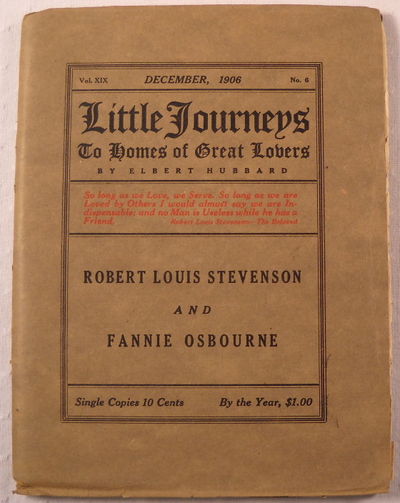 Vol. XIX DECEMBER, 1906 No. 6
Little Journeys
To Homes of Great Lovers
BY ELBERT HUBBARD
So long as we Love, we Serve. So long as we are
Loved by Others I would almost say we are In-
dispensable; and no Man is Useless while he has a
Friend. Robert Louis Stevenson—The Beloved
ROBERT LOUIS STEVENSON
AND
FANNIE OSBOURNE
Single Copies 10 Cents By the Year, $1.00